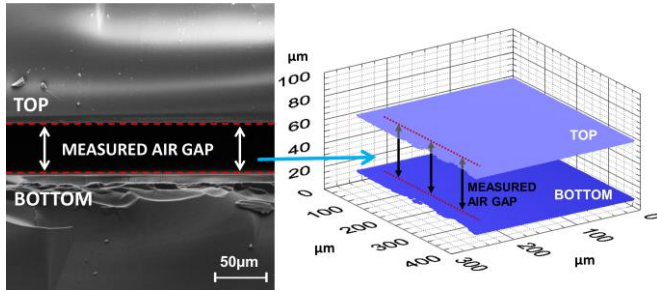 TOP
MEASURED AIR GAP
BOTTOM
50μm
μm
100
80
60
40
20
0
TOP
MEASURED
AIR GAP
BOTTOM
100
200
300
400
μm
300
200
100
0
μm